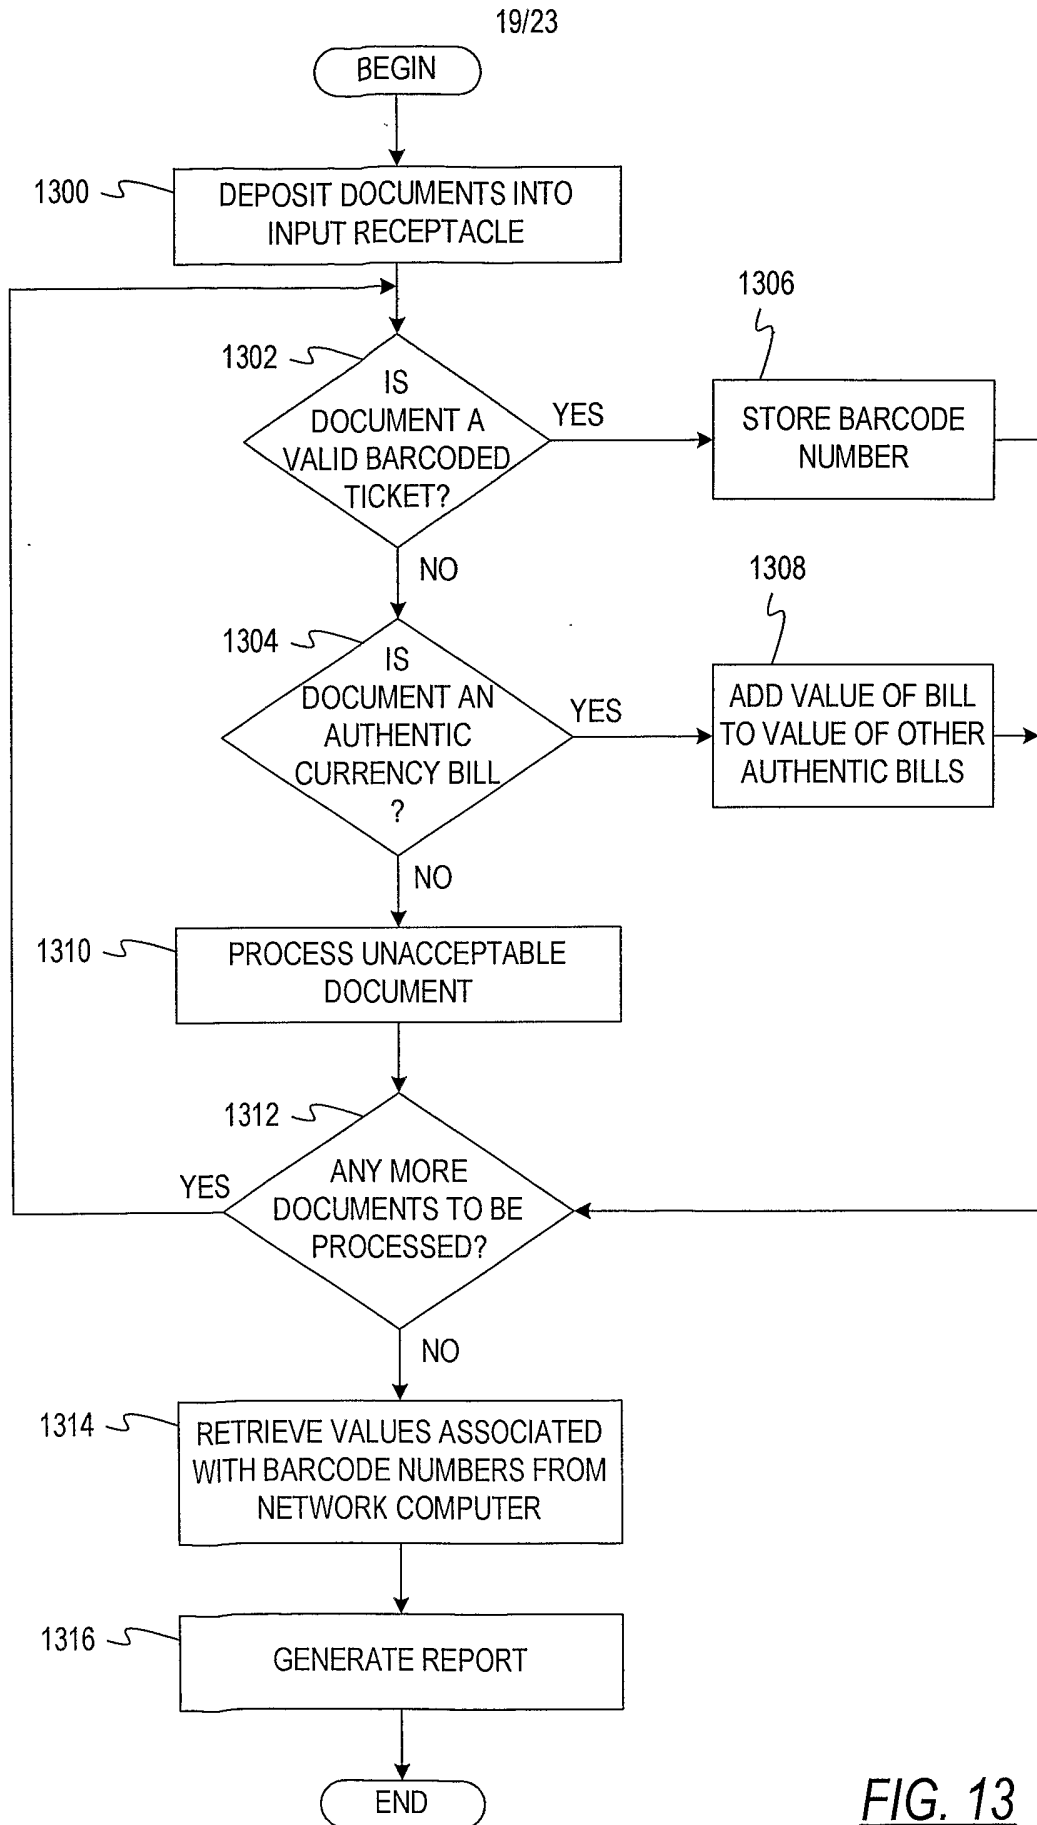 19/23
BEGIN
1300
DEPOSIT DOCUMENTS INTO
INPUT RECEPTACLE
1306
1302
IS
DOCUMENT A
VALID BARCODED
TICKET?
YES
STORE BARCODE
NUMBER
NO
1308
1304
IS
DOCUMENT AN
AUTHENTIC
CURRENCY BILL
?
YES
ADD VALUE OF BILL
TO VALUE OF OTHER
AUTHENTIC BILLS
NO
1310
PROCESS UNACCEPTABLE
DOCUMENT
1312
ANY MORE
DOCUMENTS TO BE
PROCESSED?
YES
NO
1314
RETRIEVE VALUES ASSOCIATED
WITH BARCODE NUMBERS FROM
NETWORK COMPUTER
1316
GENERATE REPORT
END
FIG. 13